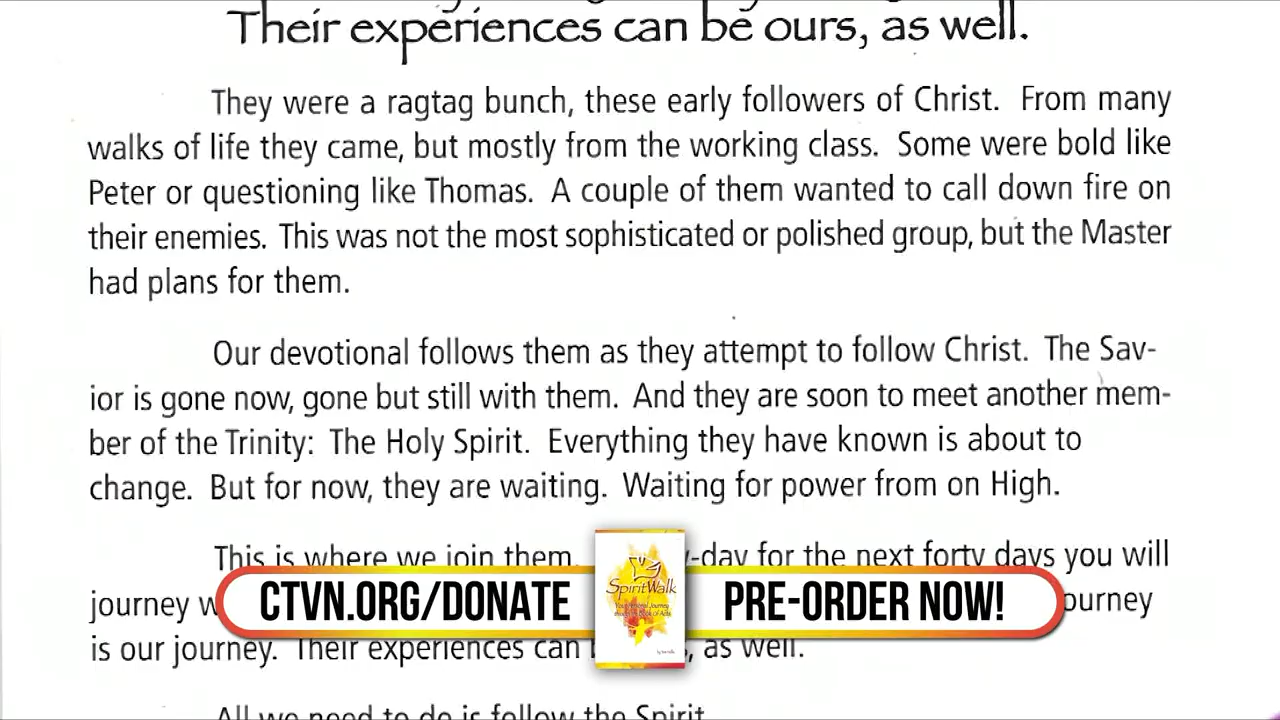 Their experiences can be ours, as well.
They were a ragtag bunch, these early followers of Christ. From many
walks of life they came, but mostly from the working class. Some were bold like
Peter or questioning like Thomas. A couple of them wanted to call down fire on
their enemies. This was not the most sophisticated or polished group, but the Master
had plans for them.
Our devotional follows them as they attempt to follow Christ. The Sav-
ior is gone now, gone but still with them. And they are soon to meet another mem-
ber of the Trinity: The Holy Spirit. Everything they have known is about to
change. But for now, they are waiting. Waiting for power from on High.
This is where we join them. -day for the next forty days you will
journey
is our journey. Their experiences can as well.
All we need to do is follow the Spirit
CTVN.ORG/DONATE
SpiritWalk
PRE-ORDER NOW!